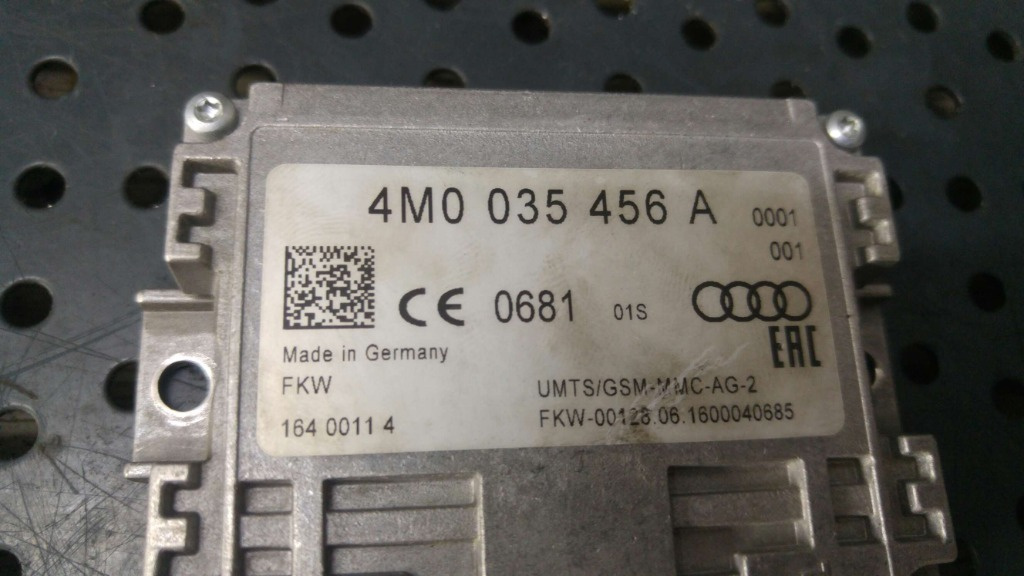 4M0 035 456 A 0001
001
CE 0681 01S
EAC
Made in Germany
FKW UMTS/GSM-MMC-AG-2
164 0011 4 FKW-00128.06.1600040685